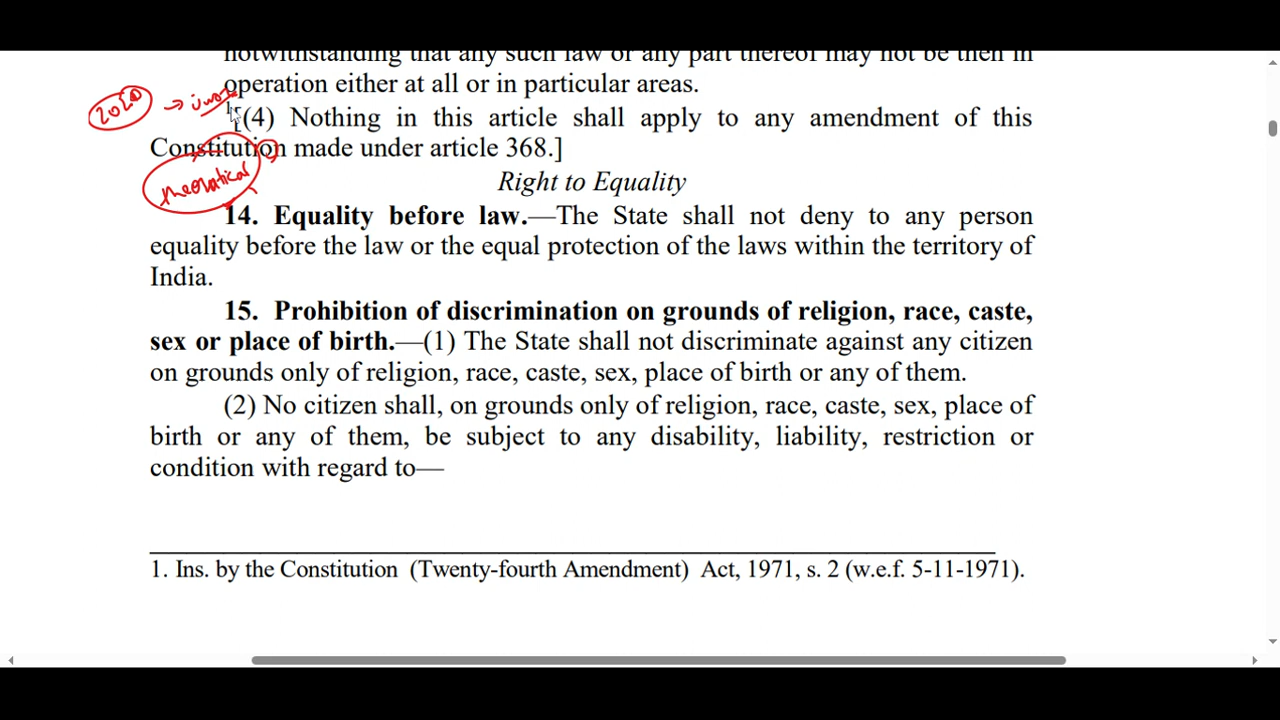 notwithstanding that any such law or any part thereof may not be then in
operation either at all or in particular areas.
2020 →
1[(4) Nothing in this article shall apply to any amendment of this
Constitution made under article 368.]
theoratical
Right to Equality
14. Equality before law.—The State shall not deny to any person
equality before the law or the equal protection of the laws within the territory of
India.
15. Prohibition of discrimination on grounds of religion, race, caste,
sex or place of birth.—(1) The State shall not discriminate against any citizen
on grounds only of religion, race, caste, sex, place of birth or any of them.
(2) No citizen shall, on grounds only of religion, race, caste, sex, place of
birth or any of them, be subject to any disability, liability, restriction or
condition with regard to—
1. Ins. by the Constitution (Twenty-fourth Amendment) Act, 1971, s. 2 (w.e.f. 5-11-1971).